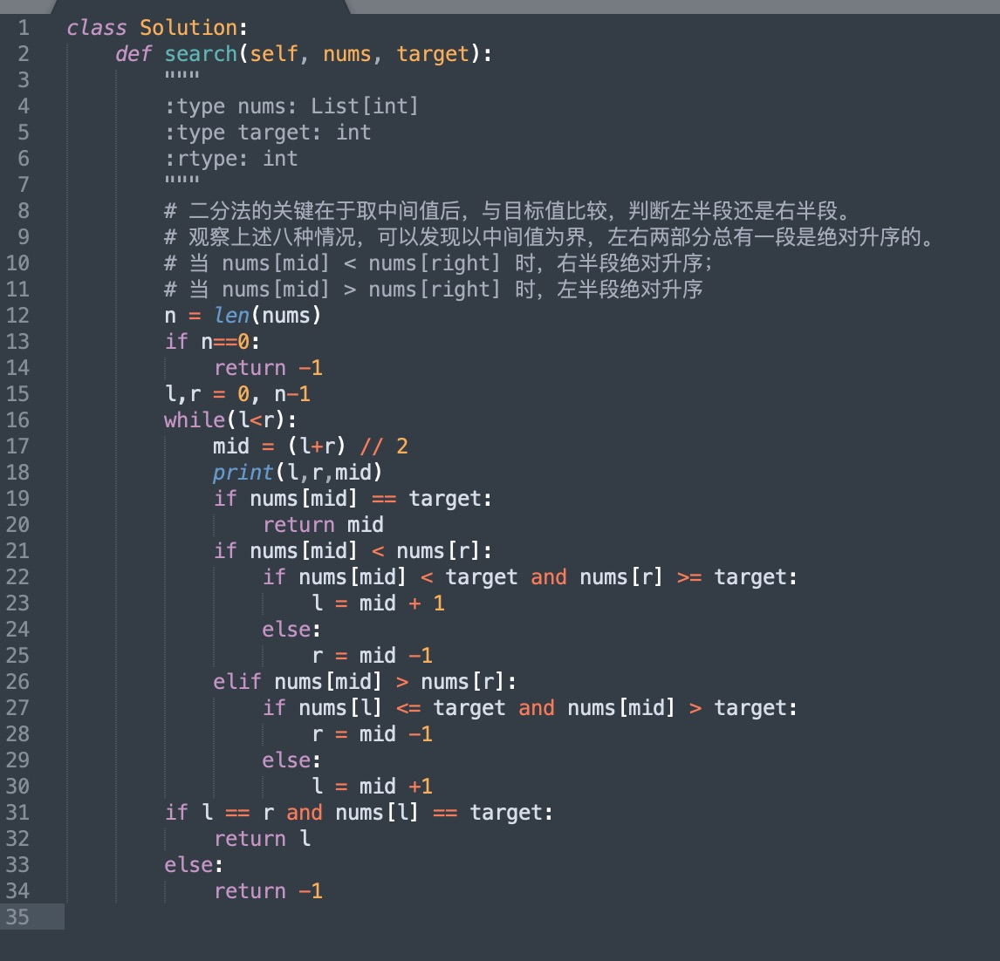 1 class Solution:
2     def search(self, nums, target):
3         """
4         :type nums: List[int]
5         :type target: int
6         :rtype: int
7         """
8         # 二分法的关键在于取中间值后，与目标值比较，判断左半段还是右半段。
9         # 观察上述八种情况，可以发现以中间值为界，左右两部分总有一段是绝对升序的。
10         # 当 nums[mid] < nums[right] 时，右半段绝对升序；
11         # 当 nums[mid] > nums[right] 时，左半段绝对升序
12         n = len(nums)
13         if n==0:
14             return -1
15         l,r = 0, n-1
16         while(l<r):
17             mid = (l+r) // 2
18             print(l,r,mid)
19             if nums[mid] == target:
20                 return mid
21             if nums[mid] < nums[r]:
22                 if nums[mid] < target and nums[r] >= target:
23                     l = mid + 1
24                 else:
25                     r = mid -1
26             elif nums[mid] > nums[r]:
27                 if nums[l] <= target and nums[mid] > target:
28                     r = mid -1
29                 else:
30                     l = mid +1
31         if l == r and nums[l] == target:
32             return l
33         else:
34             return -1
35